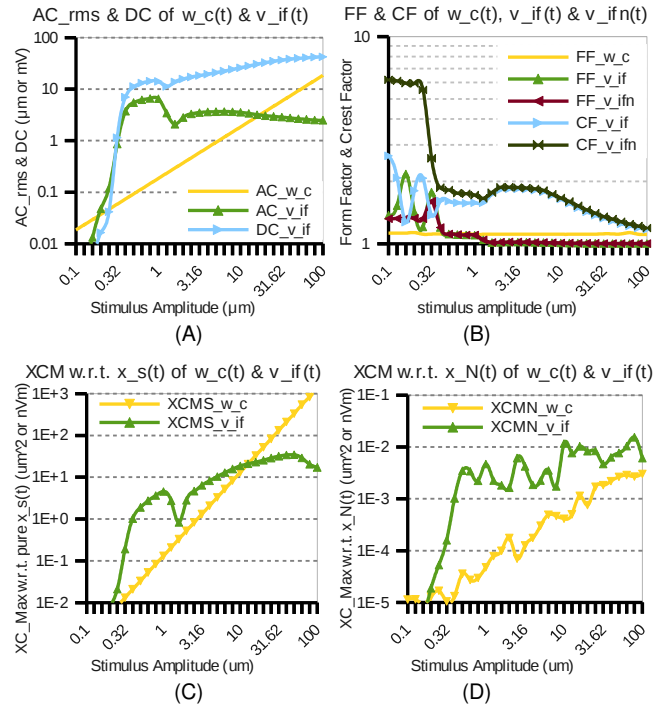 AC_rms & DC of w_c(t) & v_if(t)
AC_rms & DC (μm or mV)
100
10
1
0.1
0.01
AC_w_c
AC_v_if
DC_v_if
0.1
0.32
1
3.16
10
31.62
100
Stimulus Amplitude (μm)
(A)
FF & CF of w_c(t), v_if(t) & v_ifn(t)
Form Factor & Crest Factor
10
1
FF_w_c
FF_v_if
FF_v_ifn
CF_v_if
CF_v_ifn
0.1
0.32
1
3.16
10
31.62
100
stimulus amplitude (um)
(B)
XCM w.r.t. x_s(t) of w_c(t) & v_if(t)
XC_Max w.r.t. pure x_s(t) (um^2 or nVm)
1E+3
1E+2
1E+1
1E+0
1E-1
1E-2
XCMS_w_c
XCMS_v_if
0.1
0.32
1
3.16
10
31.62
100
Stimulus Amplitude (um)
(C)
XCM w.r.t. x_N(t) of w_c(t) & v_if(t)
XC_Max w.r.t. x_N(t) (um^2 or nVm)
1E-1
1E-2
1E-3
1E-4
1E-5
XCMN_w_c
XCMN_v_if
0.1
0.32
1
3.16
10
31.62
100
Stimulus Amplitude (um)
(D)